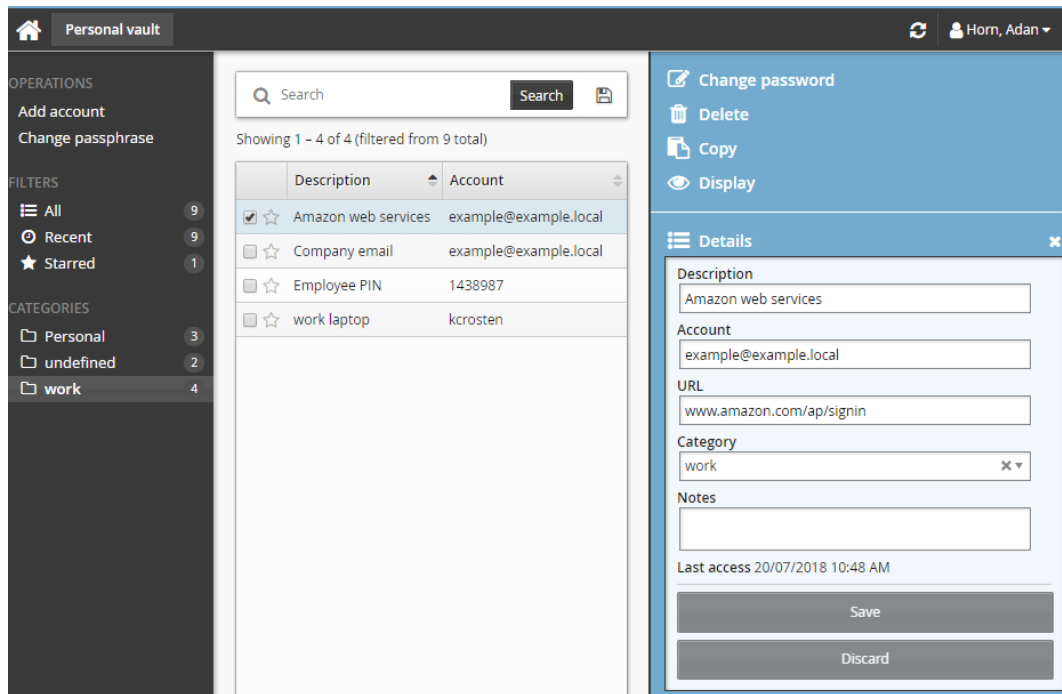 Personal vault
Horn, Adan
OPERATIONS
Add account
Change passphrase
FILTERS
All 9
Recent 9
Starred 1
CATEGORIES
Personal 3
undefined 2
work 4
Search Search
Showing 1 – 4 of 4 (filtered from 9 total)
Description Account
Amazon web services example@example.local
Company email example@example.local
Employee PIN 1438987
work laptop kcrosten
Change password
Delete
Copy
Display
Details
Description
Amazon web services
Account
example@example.local
URL
www.amazon.com/ap/signin
Category
work
Notes
Last access 20/07/2018 10:48 AM
Save
Discard